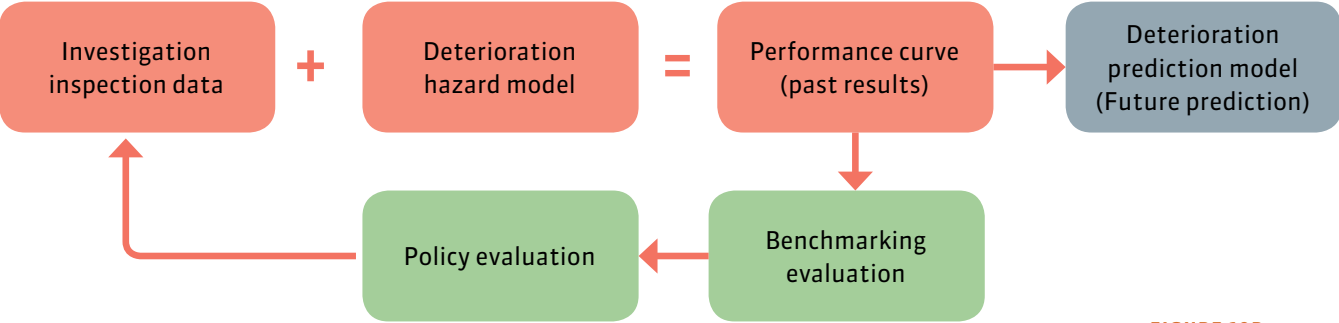 Investigation
inspection data
+
Deterioration
hazard model
=
Performance curve
(past results)
Deterioration
prediction model
(Future prediction)
Policy evaluation
Benchmarking
evaluation